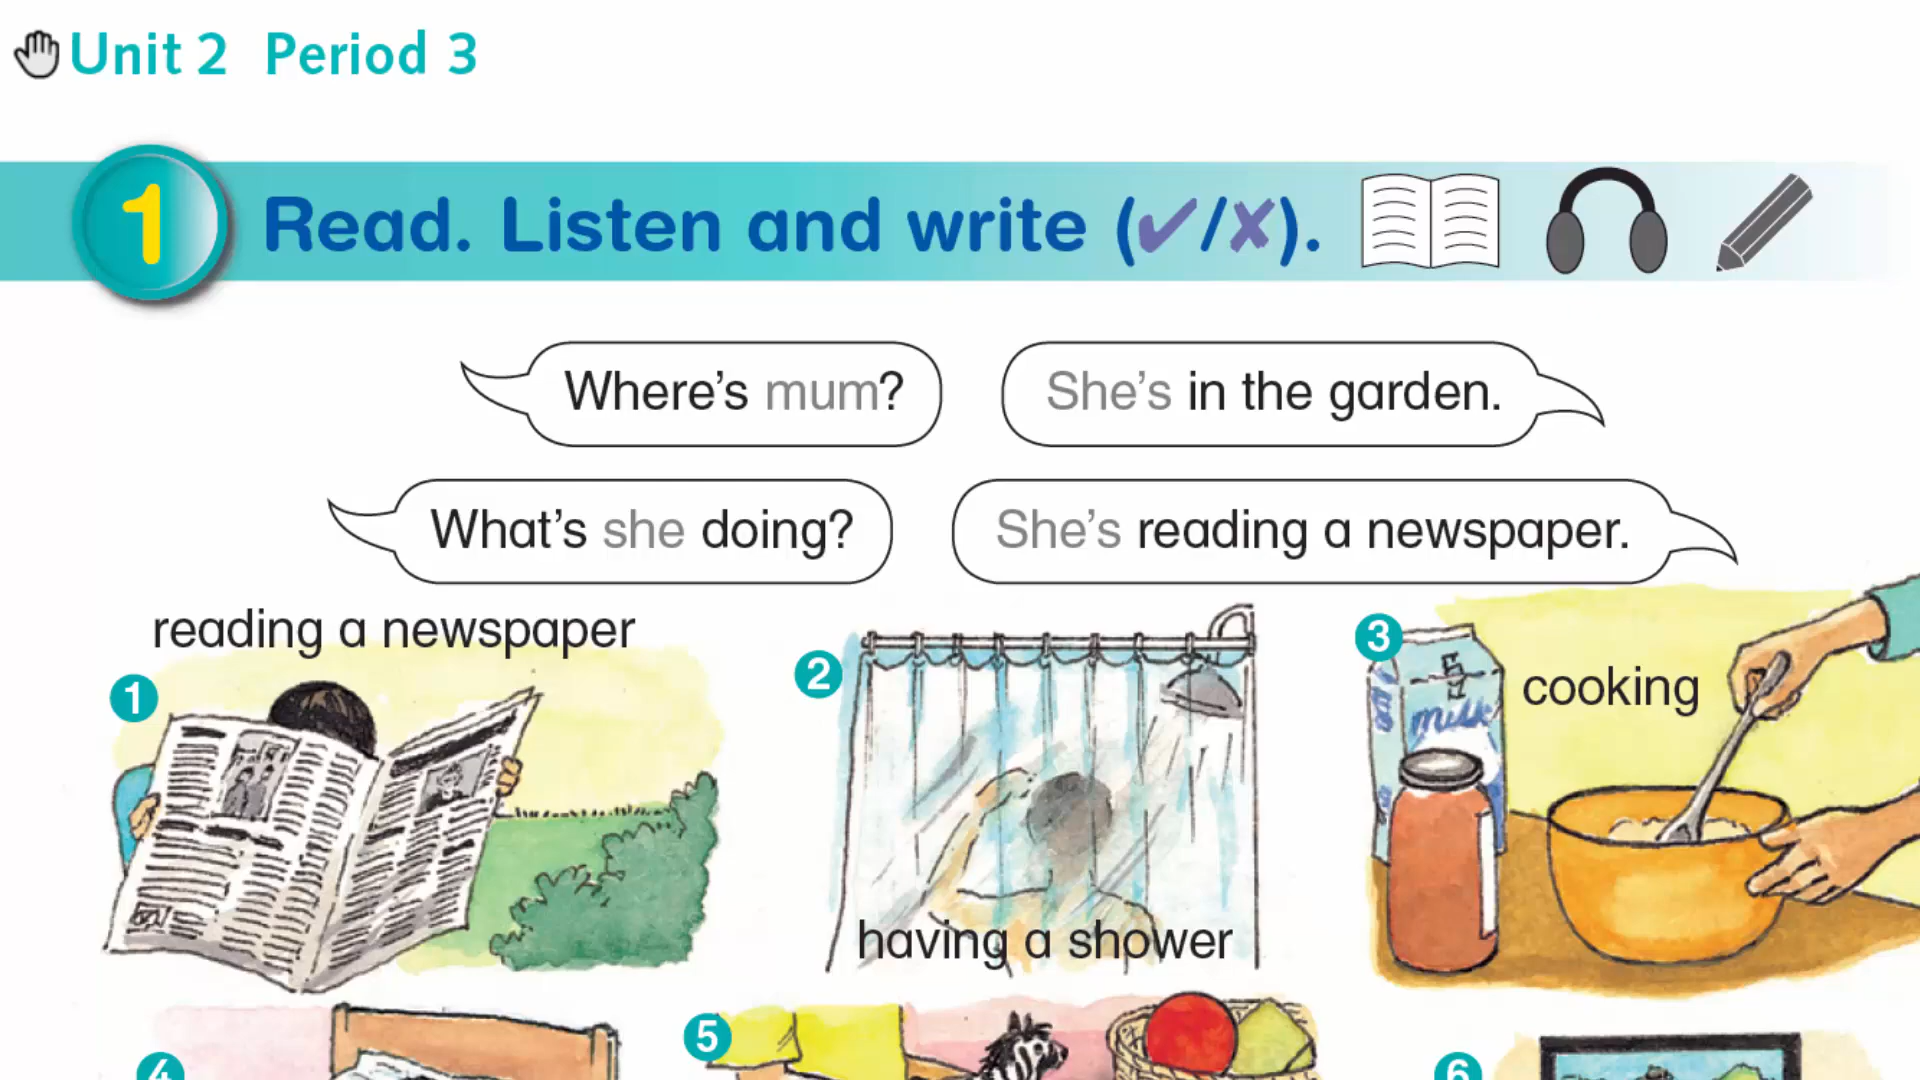 Unit 2 Period 3
1 Read. Listen and write (✔/✘).
Where's mum? She's in the garden.
What's she doing? She's reading a newspaper.
reading a newspaper
1
2
3
milk
cooking
having a shower
4
5
6